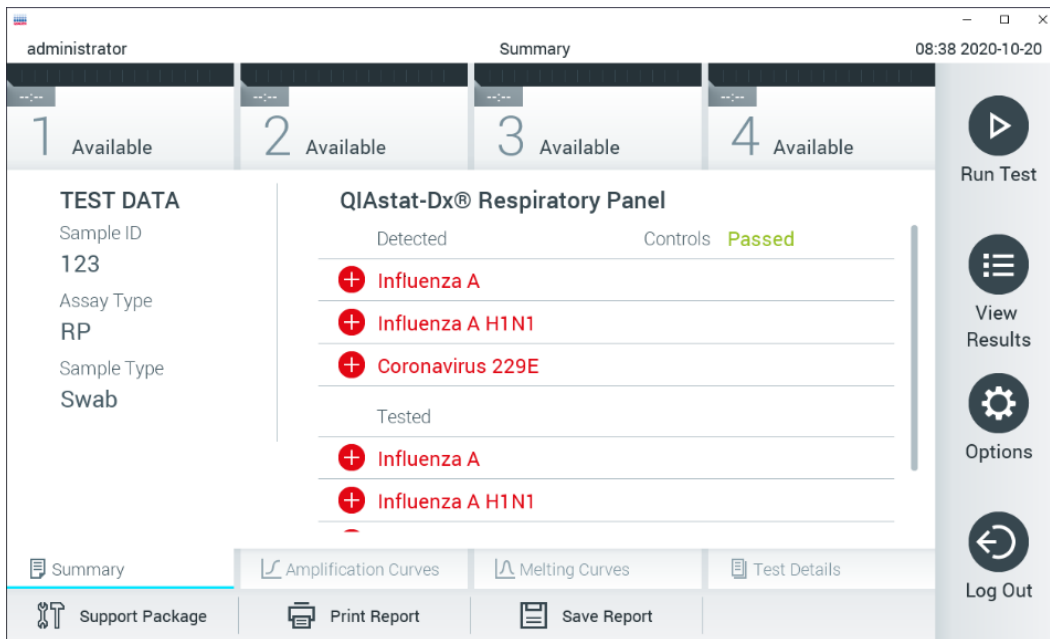 administrator
Summary
08:38 2020-10-20
--:--
1 Available
--:--
2 Available
--:--
3 Available
--:--
4 Available
Run Test
View
Results
Options
Log Out
TEST DATA
Sample ID
123
Assay Type
RP
Sample Type
Swab
QIAstat-Dx® Respiratory Panel
Detected
Controls Passed
Influenza A
Influenza A H1N1
Coronavirus 229E
Tested
Influenza A
Influenza A H1N1
Summary
Amplification Curves
Melting Curves
Test Details
Support Package
Print Report
Save Report